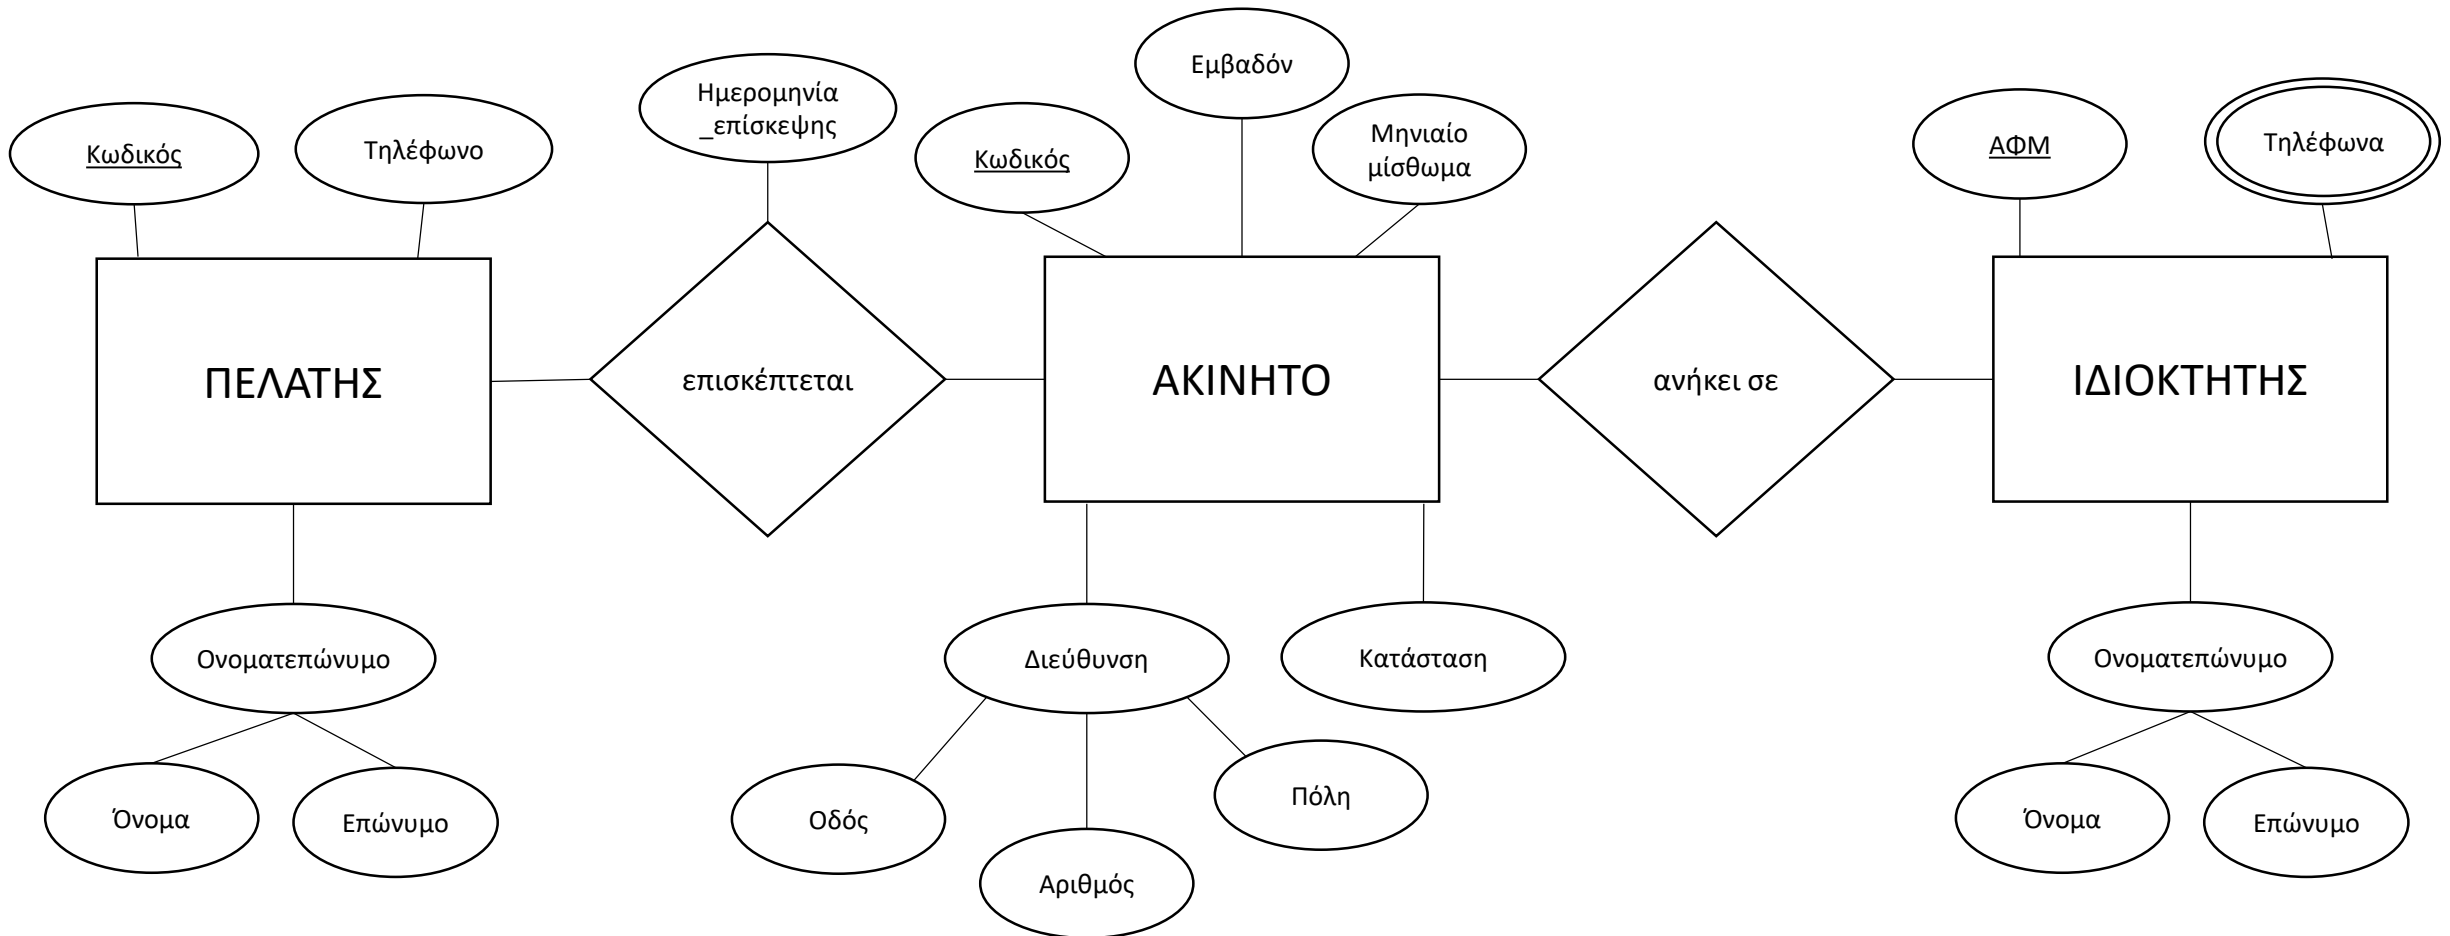 Εμβαδόν
Ημερομηνία
_επίσκεψης
Κωδικός
Τηλέφωνο
Κωδικός
Μηνιαίο
μίσθωμα
ΑΦΜ
Τηλέφωνα
ΠΕΛΑΤΗΣ
επισκέπτεται
ΑΚΙΝΗΤΟ
ανήκει σε
ΙΔΙΟΚΤΗΤΗΣ
Ονοματεπώνυμο
Διεύθυνση
Κατάσταση
Ονοματεπώνυμο
Όνομα
Επώνυμο
Οδός
Αριθμός
Πόλη
Όνομα
Επώνυμο